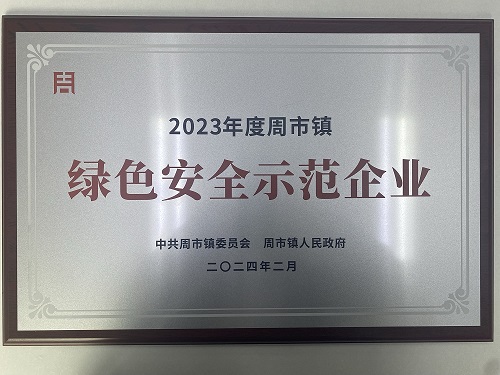 周
2023年度周市镇
绿色安全示范企业
中共周市镇委员会 周市镇人民政府
二〇二四年二月